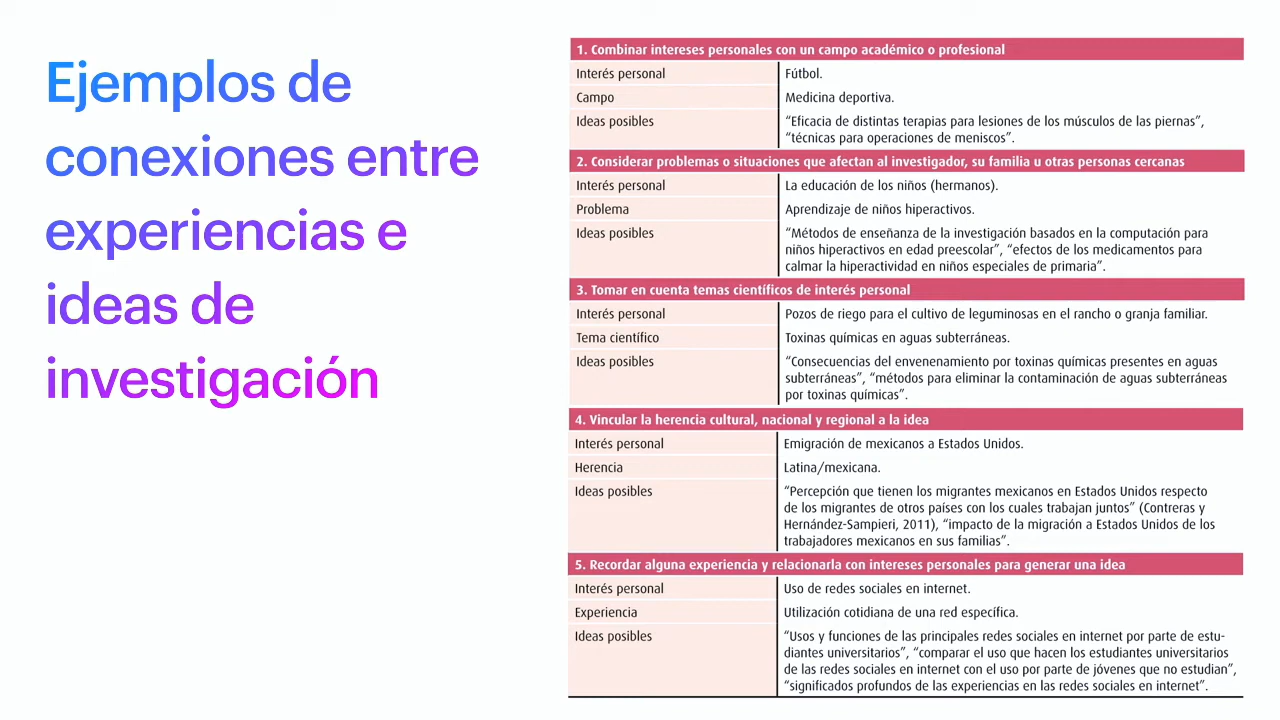 Ejemplos de
conexiones entre
experiencias e
ideas de
investigación
1. Combinar intereses personales con un campo académico o profesional
Interés personal Fútbol.
Campo Medicina deportiva.
Ideas posibles “Eficacia de distintas terapias para lesiones de los músculos de las piernas”,
“técnicas para operaciones de meniscos”.
2. Considerar problemas o situaciones que afectan al investigador, su familia u otras personas cercanas
Interés personal La educación de los niños (hermanos).
Problema Aprendizaje de niños hiperactivos.
Ideas posibles “Métodos de enseñanza de la investigación basados en la computación para
niños hiperactivos en edad preescolar”, “efectos de los medicamentos para
calmar la hiperactividad en niños especiales de primaria”.
3. Tomar en cuenta temas científicos de interés personal
Interés personal Pozos de riego para el cultivo de leguminosas en el rancho o granja familiar.
Tema científico Toxinas químicas en aguas subterráneas.
Ideas posibles “Consecuencias del envenenamiento por toxinas químicas presentes en aguas
subterráneas”, “métodos para eliminar la contaminación de aguas subterráneas
por toxinas químicas”.
4. Vincular la herencia cultural, nacional y regional a la idea
Interés personal Emigración de mexicanos a Estados Unidos.
Herencia Latina/mexicana.
Ideas posibles “Percepción que tienen los migrantes mexicanos en Estados Unidos respecto
de los migrantes de otros países con los cuales trabajan juntos” (Contreras y
Hernández-Sampieri, 2011), “impacto de la migración a Estados Unidos de los
trabajadores mexicanos en sus familias”.
5. Recordar alguna experiencia y relacionarla con intereses personales para generar una idea
Interés personal Uso de redes sociales en internet.
Experiencia Utilización cotidiana de una red específica.
Ideas posibles “Usos y funciones de las principales redes sociales en internet por parte de estu-
diantes universitarios”, “comparar el uso que hacen los estudiantes universitarios
de las redes sociales en internet con el uso por parte de jóvenes que no estudian”,
“significados profundos de las experiencias en las redes sociales en internet”.